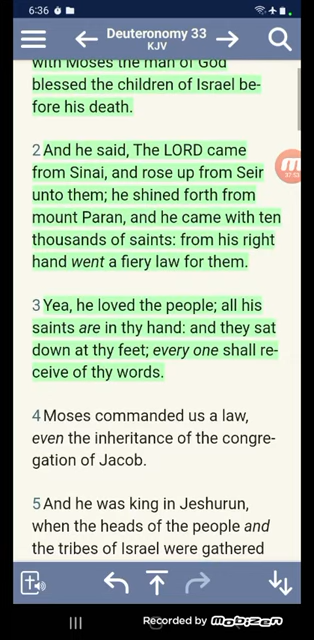 6:36
Deuteronomy 33
KJV
with Moses the man of God
blessed the children of Israel be-
fore his death.
2 And he said, The LORD came
from Sinai, and rose up from Seir
unto them; he shined forth from
mount Paran, and he came with ten
thousands of saints: from his right
hand went a fiery law for them.
3 Yea, he loved the people; all his
saints are in thy hand: and they sat
down at thy feet; every one shall re-
ceive of thy words.
4 Moses commanded us a law,
even the inheritance of the congre-
gation of Jacob.
5 And he was king in Jeshurun,
when the heads of the people and
the tribes of Israel were gathered
Recorded by mobizen